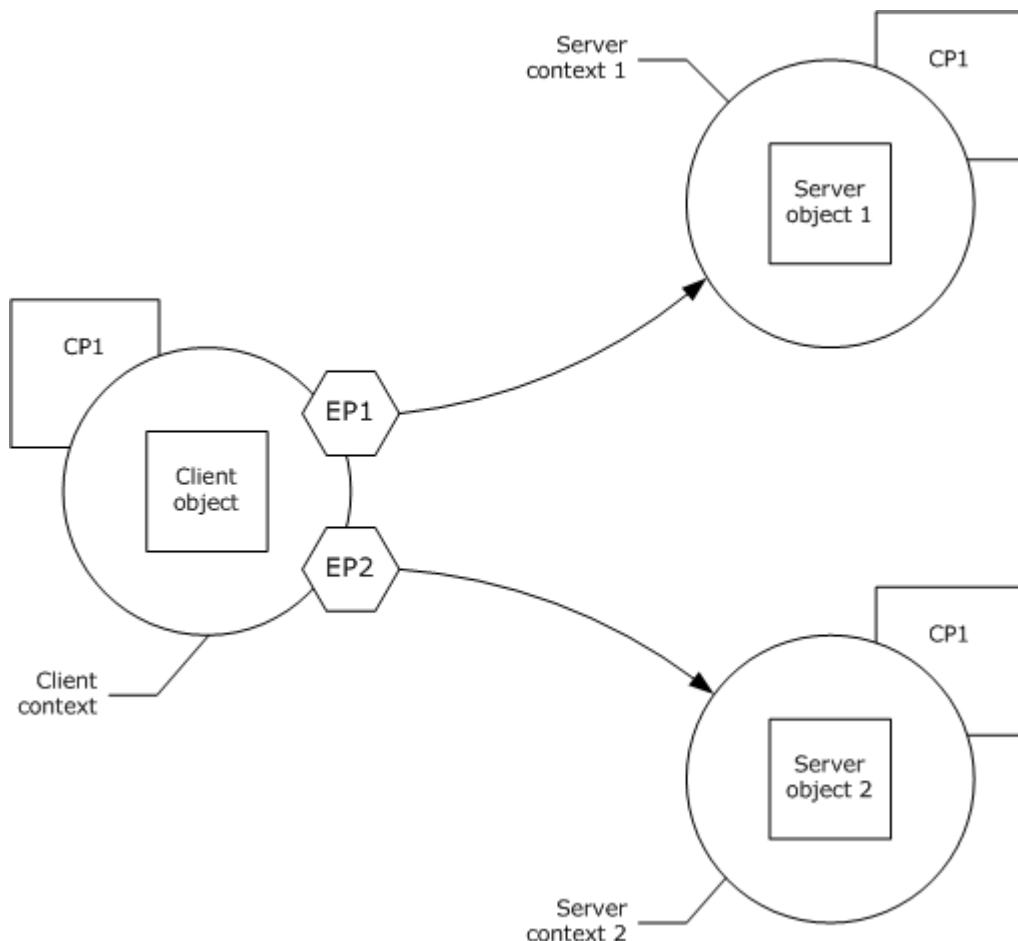 Server
context 1
CP1
Server
object 1
CP1
EP1
Client
object
EP2
Client
context
CP1
Server
object 2
Server
context 2